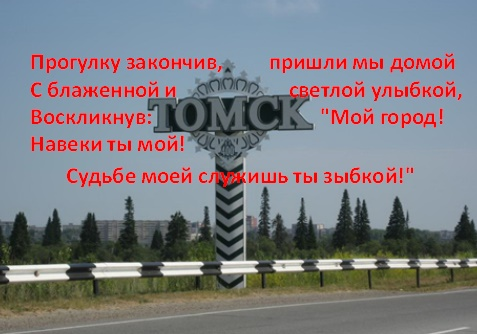 Прогулку закончив, пришли мы домой
С блаженной и светлой улыбкой,
ТОМСК
Воскликнув: "Мой город!
Навеки ты мой!
Судьбе моей служишь ты зыбкой!"